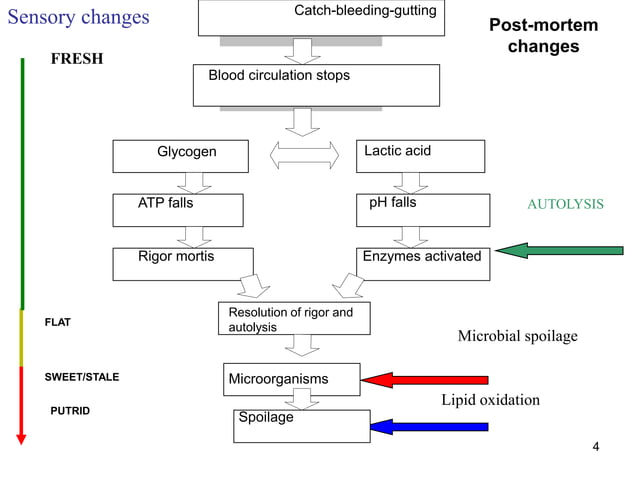 Sensory changes
Catch-bleeding-gutting
Post-mortem
changes
FRESH
Blood circulation stops
Glycogen
Lactic acid
ATP falls
pH falls
AUTOLYSIS
Rigor mortis
Enzymes activated
Resolution of rigor and
autolysis
FLAT
Microbial spoilage
SWEET/STALE
Microorganisms
Lipid oxidation
PUTRID
Spoilage
4